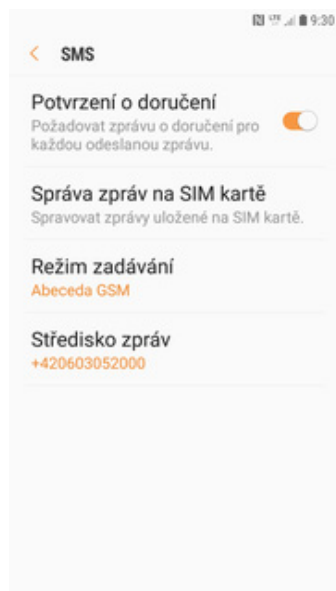 LTE 9:30
SMS
Potvrzení o doručení
Požadovat zprávu o doručení pro
každou odeslanou zprávu.
Správa zpráv na SIM kartě
Spravovat zprávy uložené na SIM kartě.
Režim zadávání
Abeceda GSM
Středisko zpráv
+420603052000